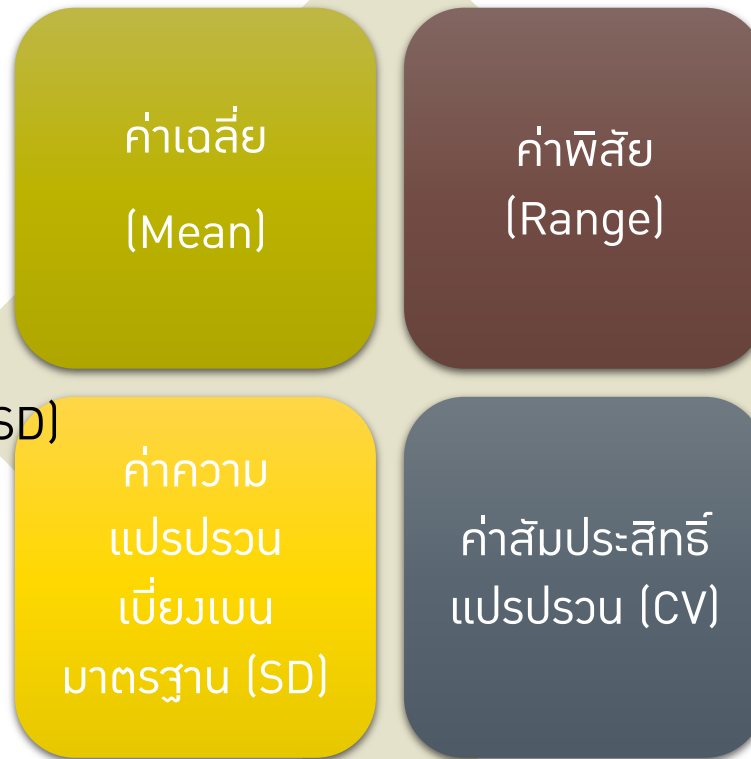 ค่าเฉลี่ย
(Mean)
ค่าพิสัย
(Range)
SD)
ค่าความ
แปรปรวน
เบี่ยงเบน
มาตรฐาน (SD)
ค่าสัมประสิทธิ์
แปรปรวน (CV)